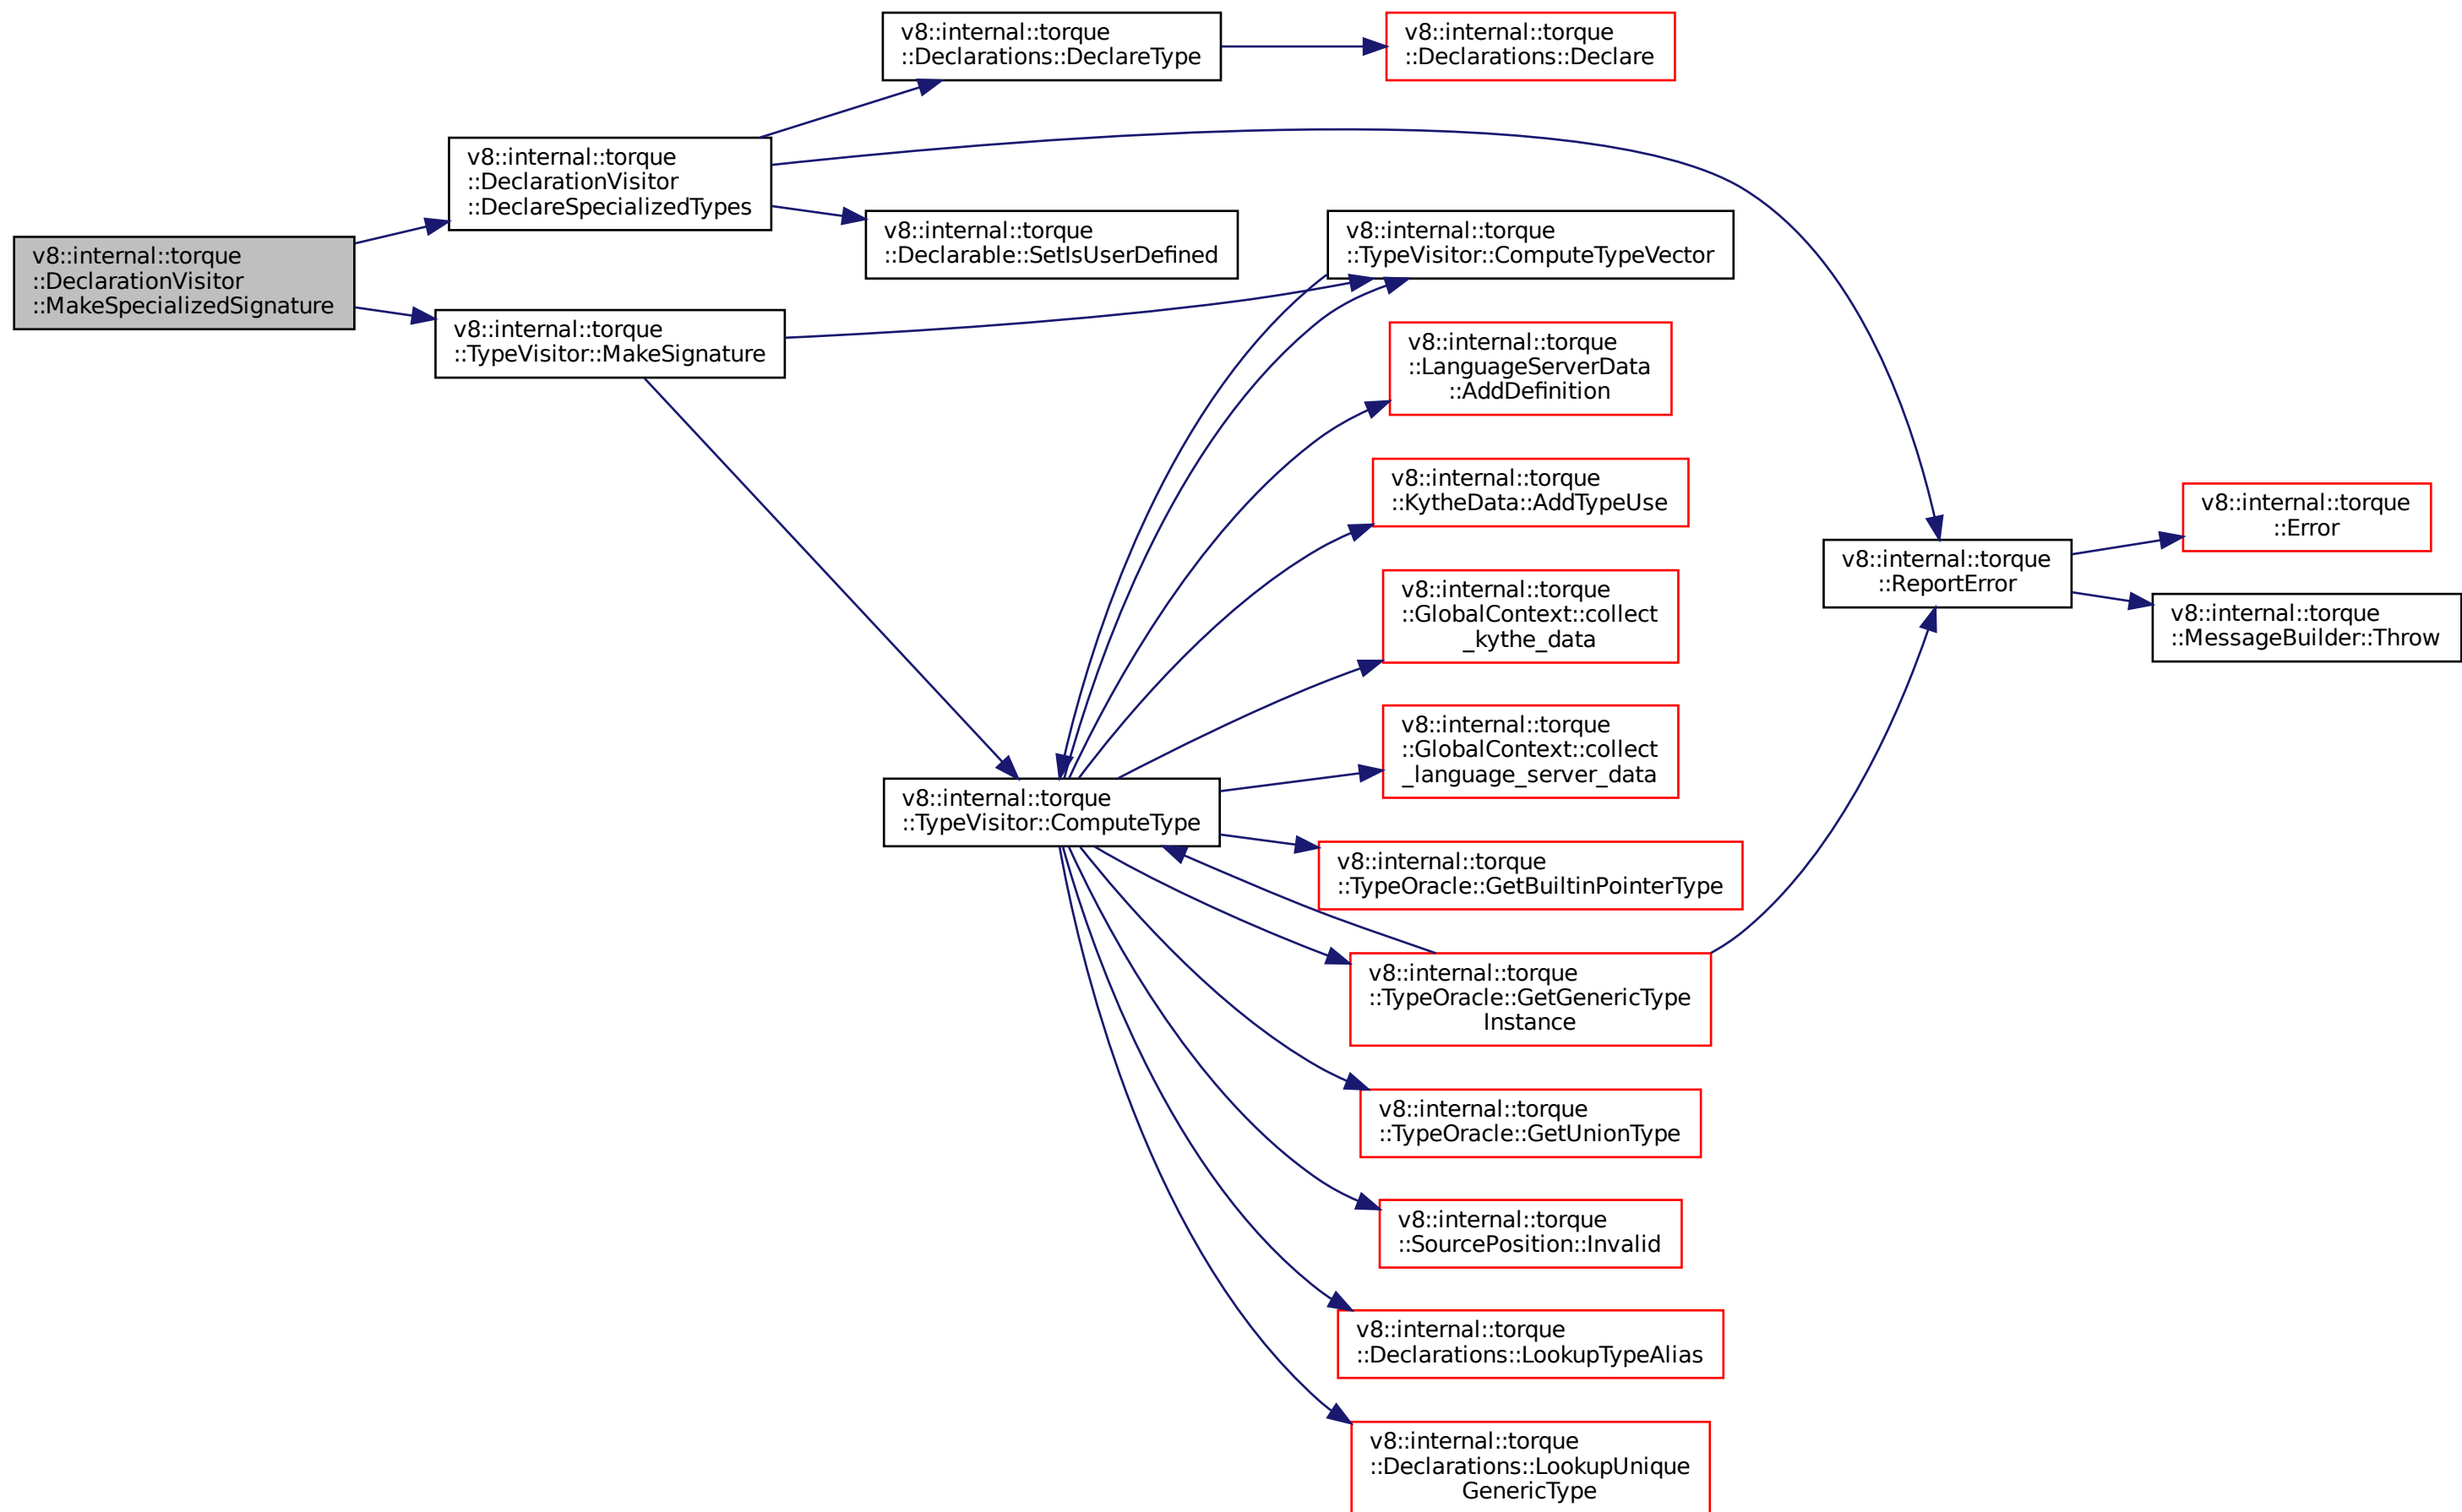 v8::internal::torque
::DeclarationVisitor
::MakeSpecializedSignature
v8::internal::torque
::DeclarationVisitor
::DeclareSpecializedTypes
v8::internal::torque
::TypeVisitor::MakeSignature
v8::internal::torque
::Declarations::DeclareType
v8::internal::torque
::Declarable::SetIsUserDefined
v8::internal::torque
::TypeVisitor::ComputeType
v8::internal::torque
::Declarations::Declare
v8::internal::torque
::TypeVisitor::ComputeTypeVector
v8::internal::torque
::LanguageServerData
::AddDefinition
v8::internal::torque
::KytheData::AddTypeUse
v8::internal::torque
::GlobalContext::collect
_kythe_data
v8::internal::torque
::GlobalContext::collect
_language_server_data
v8::internal::torque
::TypeOracle::GetBuiltinPointerType
v8::internal::torque
::TypeOracle::GetGenericType
Instance
v8::internal::torque
::TypeOracle::GetUnionType
v8::internal::torque
::SourcePosition::Invalid
v8::internal::torque
::Declarations::LookupTypeAlias
v8::internal::torque
::Declarations::LookupUnique
GenericType
v8::internal::torque
::ReportError
v8::internal::torque
::Error
v8::internal::torque
::MessageBuilder::Throw